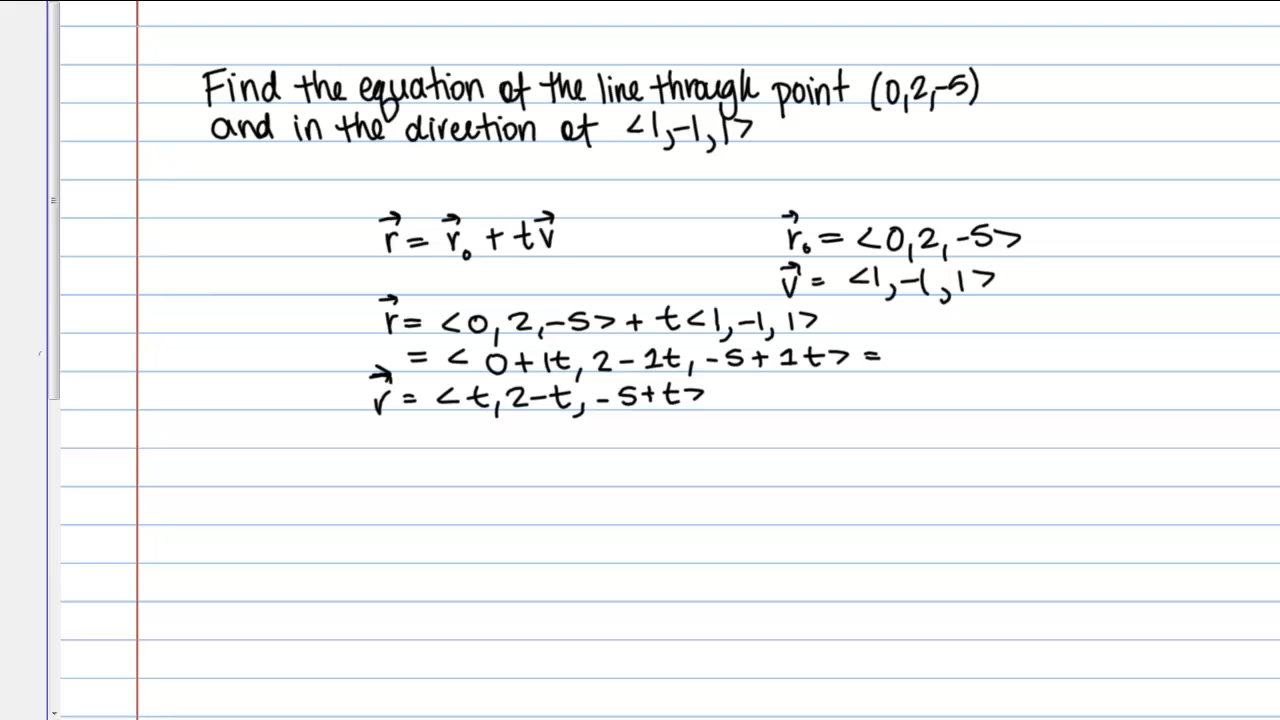 Find the equation of the line through point (0,2,-5)
and in the direction of <1,-1,1>
r⃗ = r⃗₀ + tv⃗
r⃗₀ = <0,2,-5>
v⃗ = <1,-1,1>
r⃗ = <0,2,-5> + t<1,-1,1>
= < 0+1t, 2-1t, -5+1t> =
r⃗ = <t,2-t,-5+t>